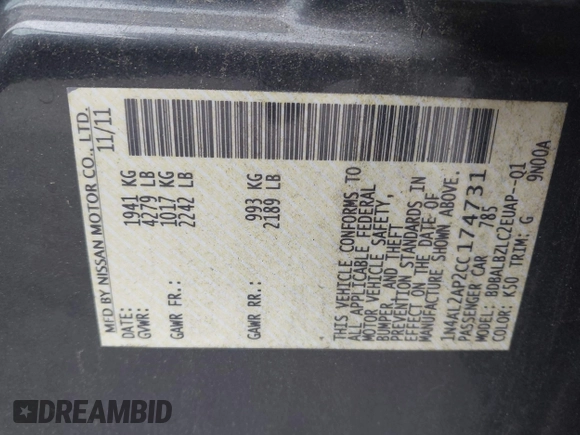 MFD BY NISSAN MOTOR CO., LTD.
DATE: 11/11
GVWR: 1941 KG
4279 LB
GAWR FR.: 1017 KG
2242 LB
GAWR RR.: 993 KG
2189 LB
THIS VEHICLE CONFORMS TO
ALL APPLICABLE FEDERAL
MOTOR VEHICLE SAFETY,
BUMPER, AND THEFT
PREVENTION STANDARDS IN
EFFECT ON THE DATE OF
MANUFACTURE SHOWN ABOVE.
1N4AL2AP2CC174731
PASSENGER CAR 785
MODEL: BDBALBZLC2EUAP--Q1
COLOR: K50 TRIM: G 9N00A
DREAMBID